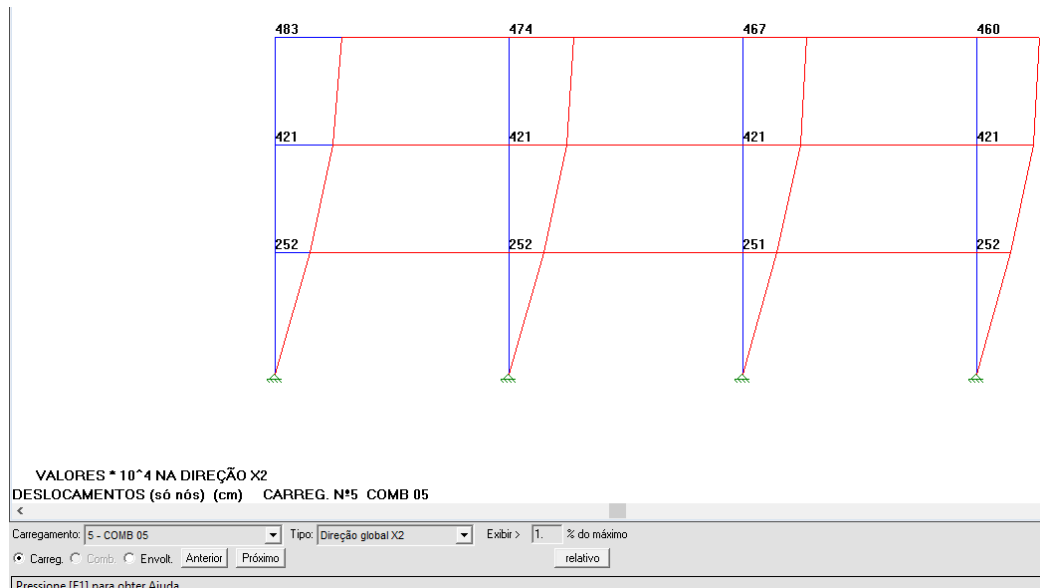 483 474 467 460
421 421 421 421
252 252 251 252
VALORES * 10^4 NA DIREÇÃO X2
DESLOCAMENTOS (só nós) (cm) CARREG. Nº5 COMB 05
Carregamento: 5 - COMB 05 Tipo: Direção global X2 Exibir > 1. % do máximo
Carreg. Comb. Envolt. Anterior Próximo relativo
Pressione [F1] para obter Ajuda